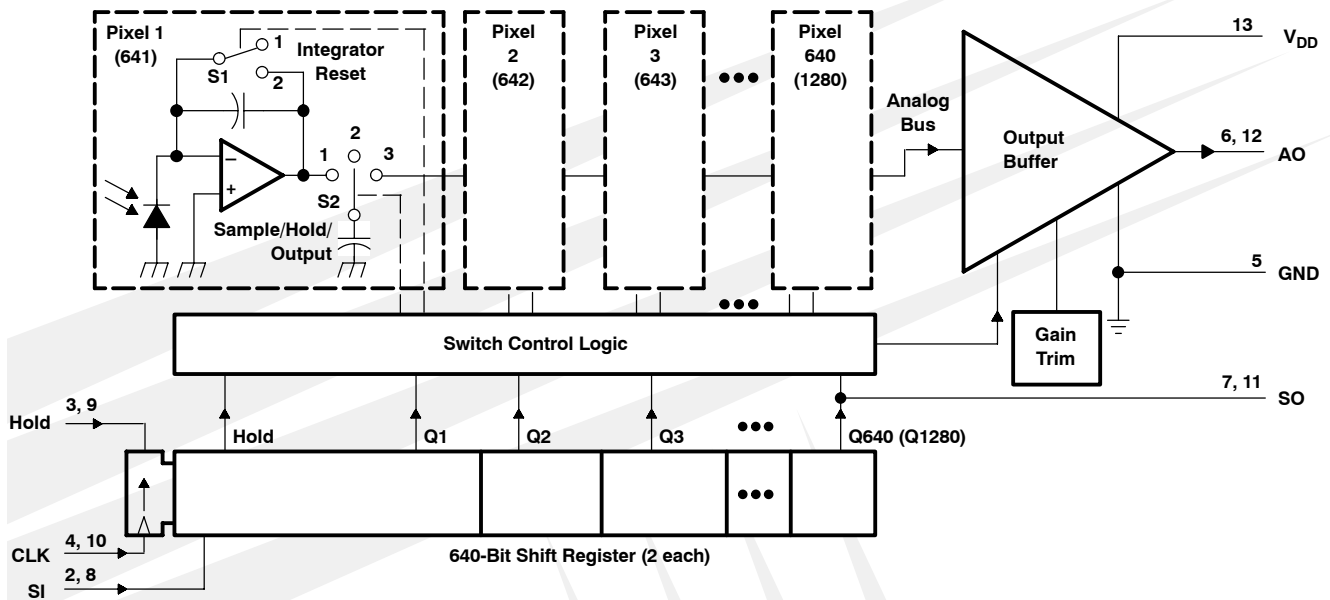 Pixel 1
(641)
1
Integrator
Reset
S1
2
–
+
1
2
3
S2
Sample/Hold/
Output
Pixel
2
(642)
Pixel
3
(643)
Pixel
640
(1280)
Analog
Bus
Output
Buffer
13
VDD
6, 12
AO
5
GND
Gain
Trim
Switch Control Logic
7, 11
SO
3, 9
Hold
Hold
Q1
Q2
Q3
Q640 (Q1280)
4, 10
CLK
640-Bit Shift Register (2 each)
2, 8
SI